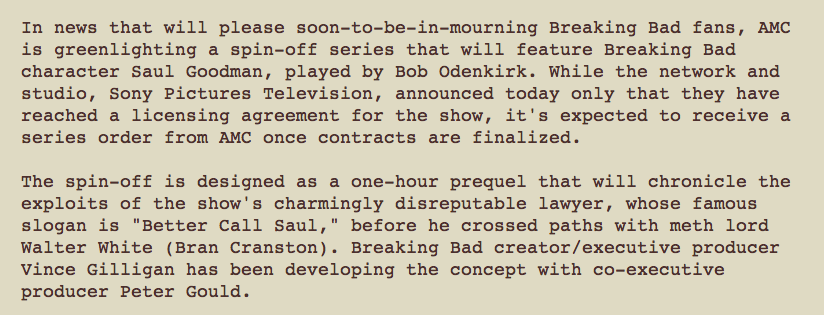 In news that will please soon-to-be-in-mourning Breaking Bad fans, AMC
is greenlighting a spin-off series that will feature Breaking Bad
character Saul Goodman, played by Bob Odenkirk. While the network and
studio, Sony Pictures Television, announced today only that they have
reached a licensing agreement for the show, it's expected to receive a
series order from AMC once contracts are finalized.
The spin-off is designed as a one-hour prequel that will chronicle the
exploits of the show's charmingly disreputable lawyer, whose famous
slogan is "Better Call Saul," before he crossed paths with meth lord
Walter White (Bran Cranston). Breaking Bad creator/executive producer
Vince Gilligan has been developing the concept with co-executive
producer Peter Gould.